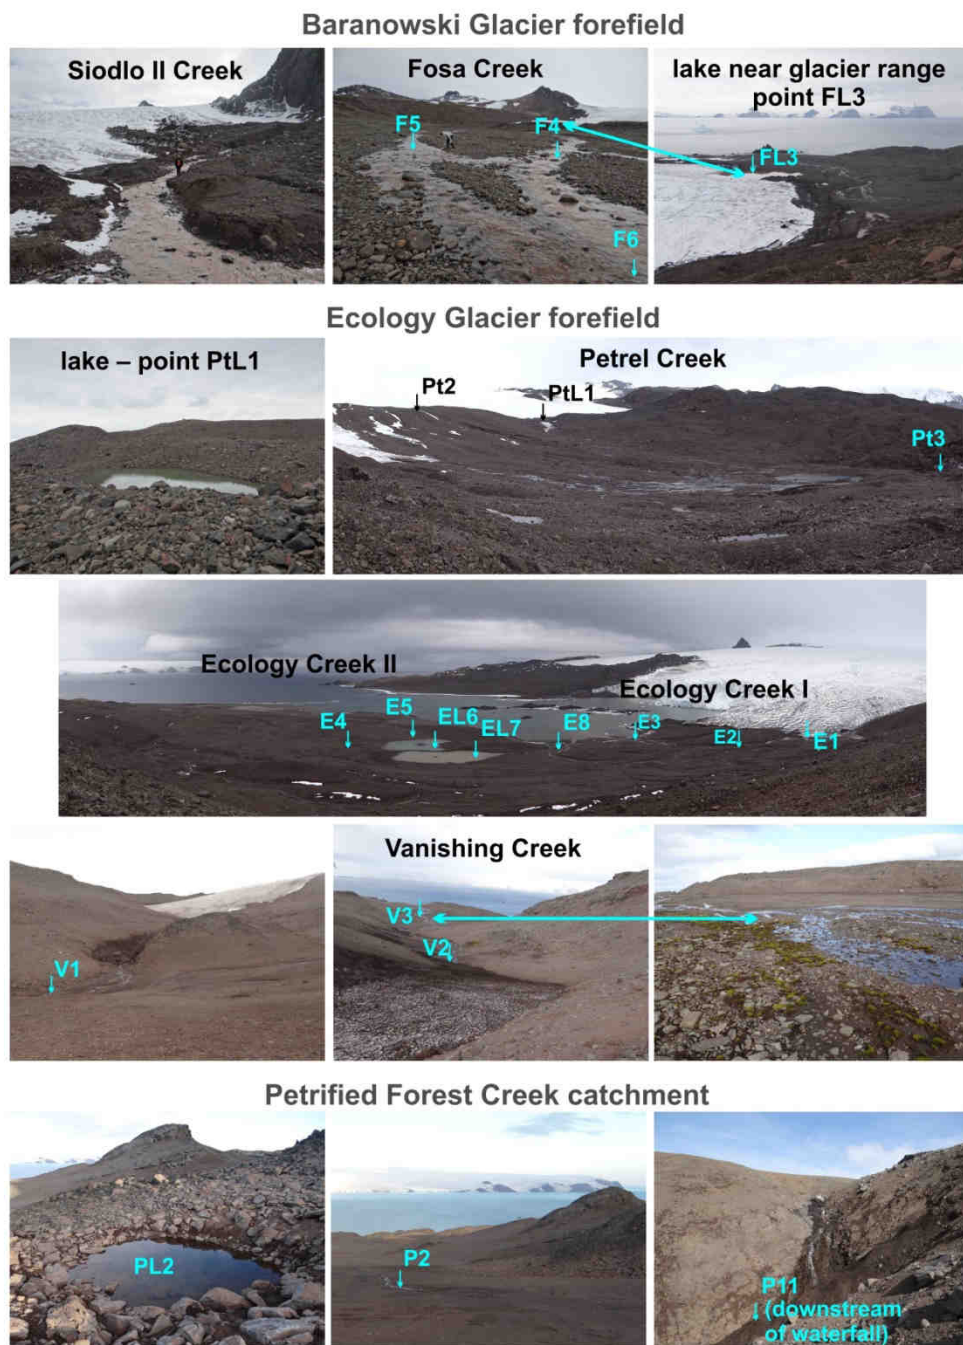 Baranowski Glacier forefield
Siodlo II Creek
Fosa Creek
F5
F4
F6
lake near glacier range
point FL3
FL3
Ecology Glacier forefield
lake – point PtL1
Petrel Creek
Pt2
PtL1
Pt3
Ecology Creek II
Ecology Creek I
E4
E5
EL6
EL7
E8
E3
E2
E1
V1
Vanishing Creek
V3
V2
Petrified Forest Creek catchment
PL2
P2
P11
(downstream
of waterfall)